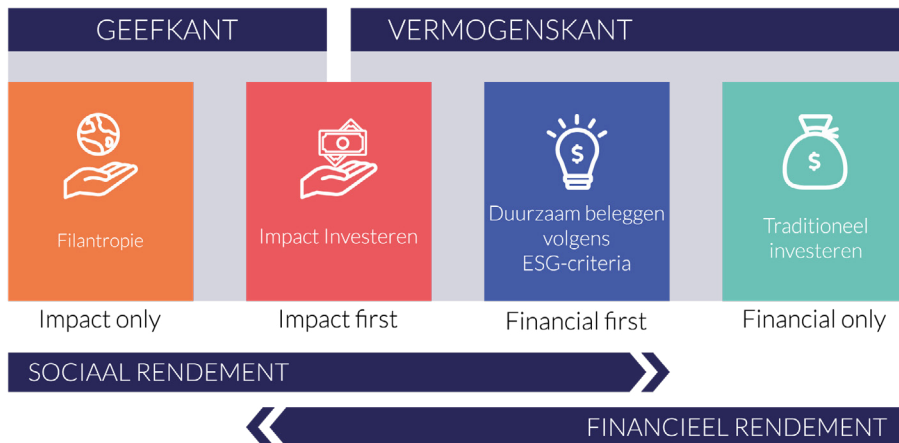 GEEFKANT
VERMOGENSKANT
Filantropie
Impact Investeren
Duurzaam beleggen
volgens
ESG-criteria
Traditioneel
investeren
Impact only
Impact first
Financial first
Financial only
SOCIAAL RENDEMENT
FINANCIEEL RENDEMENT